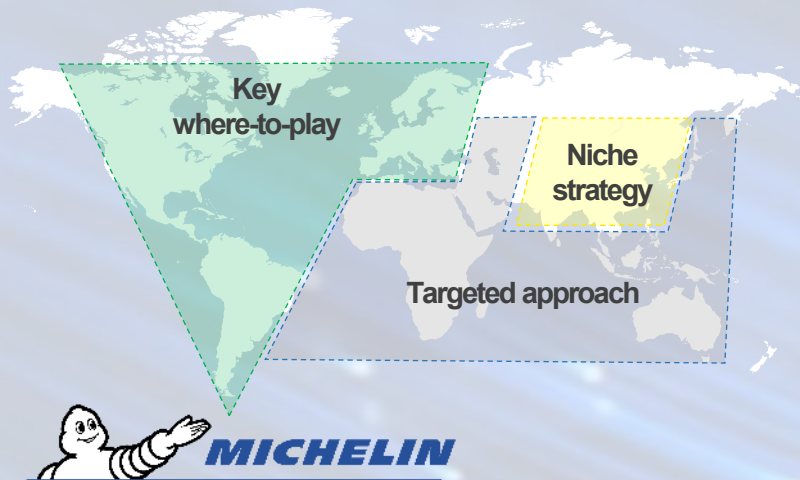 Key
where-to-play
Niche
strategy
Targeted approach
MICHELIN